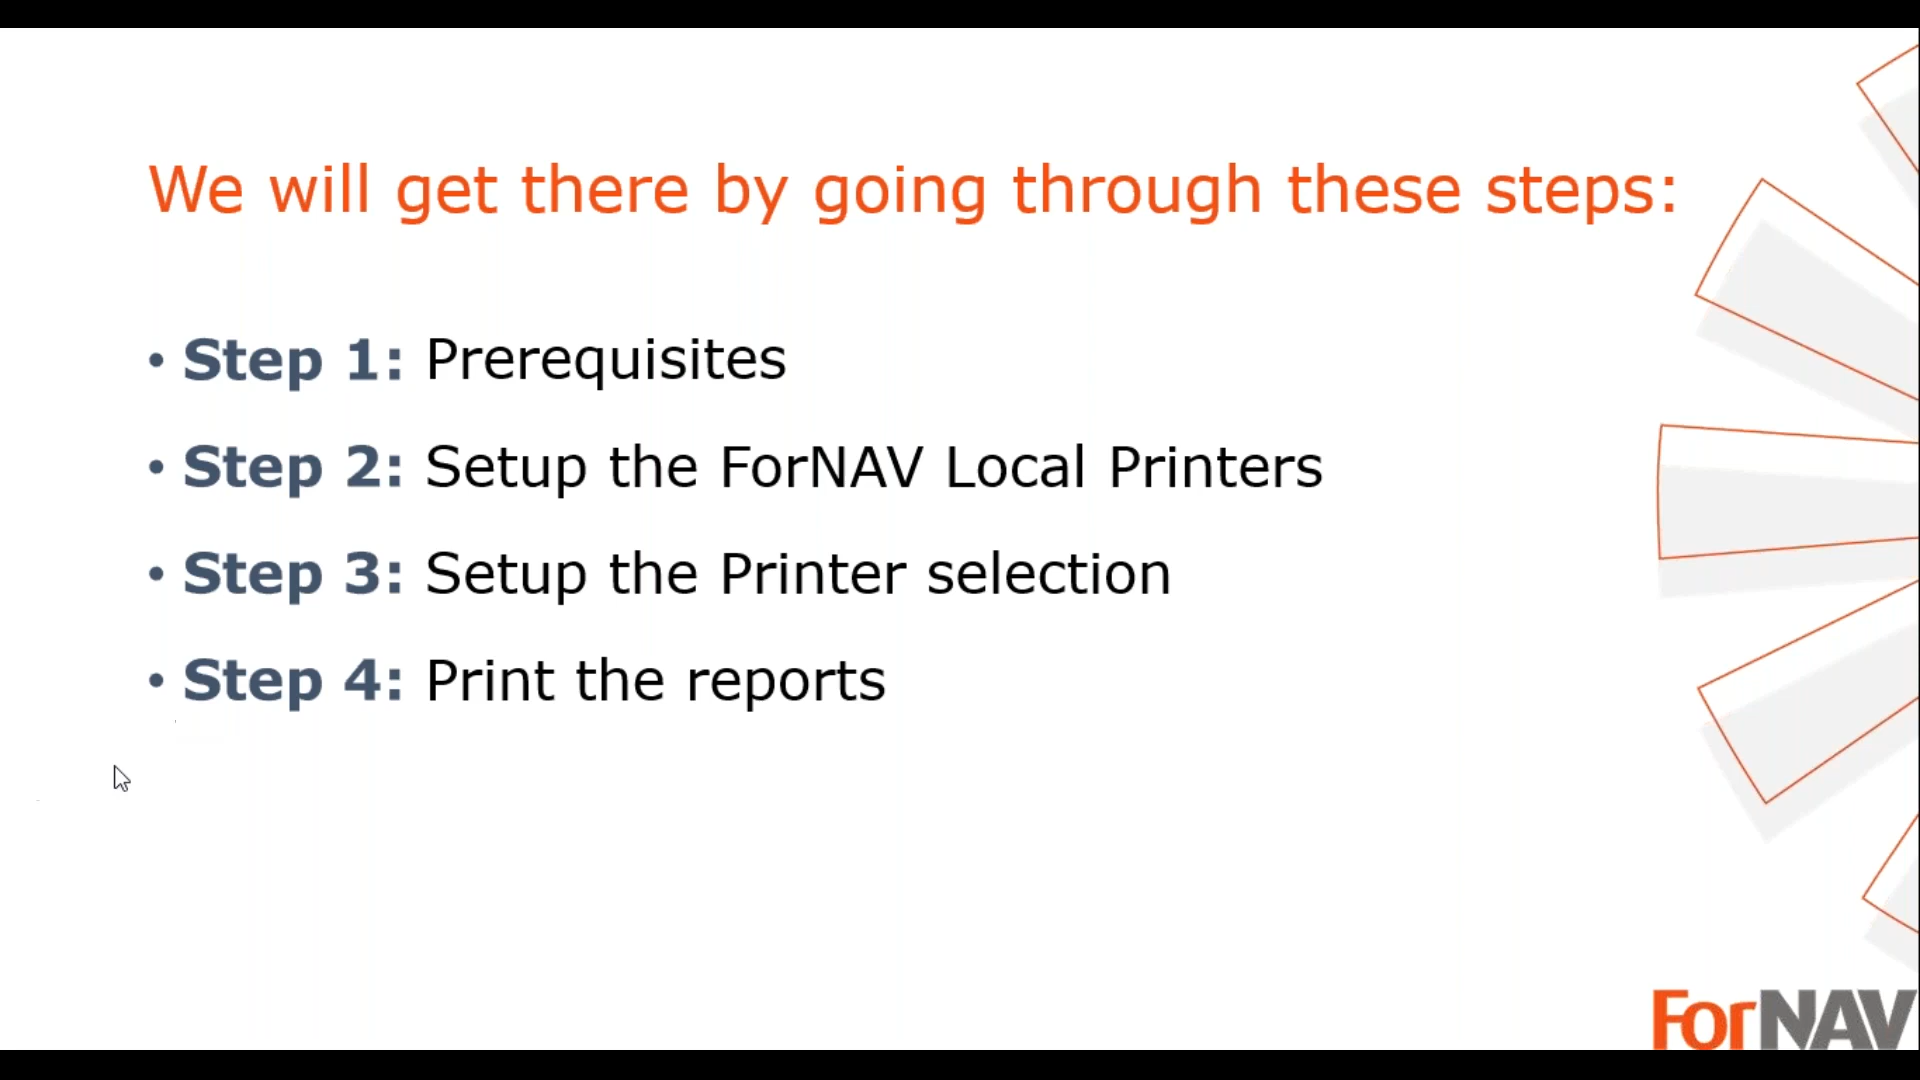 We will get there by going through these steps:
• Step 1: Prerequisites
• Step 2: Setup the ForNAV Local Printers
• Step 3: Setup the Printer selection
• Step 4: Print the reports
ForNAV